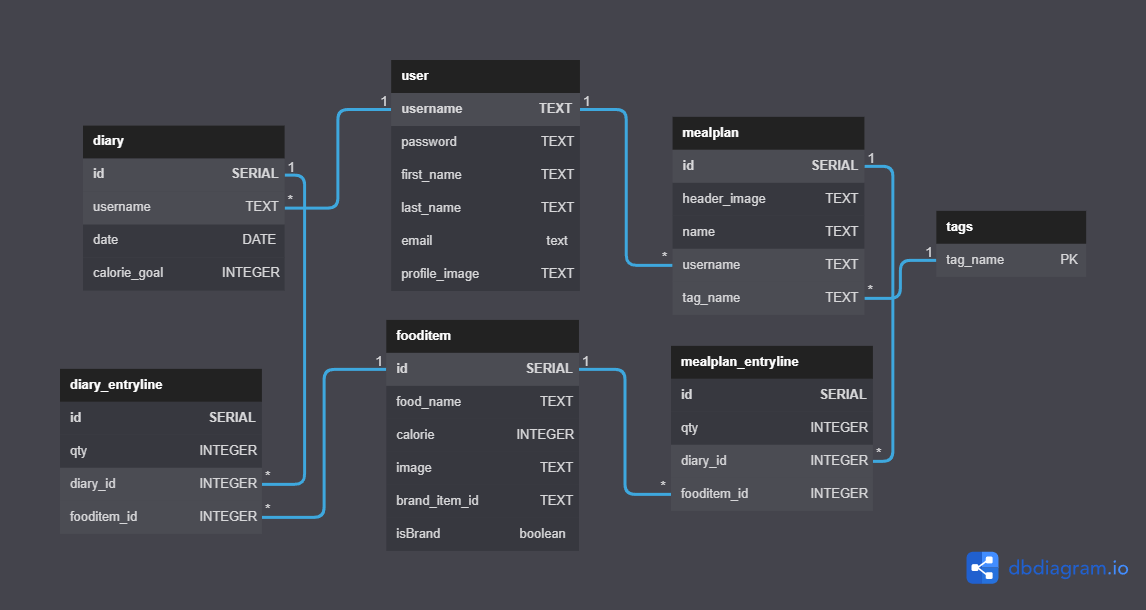 user
1 username TEXT 1
password TEXT
first_name TEXT
last_name TEXT
email text
profile_image TEXT
diary
id SERIAL 1
username TEXT *
date DATE
calorie_goal INTEGER
mealplan
id SERIAL 1
header_image TEXT
name TEXT
* username TEXT
tag_name TEXT *
tags
1 tag_name PK
fooditem
1 id SERIAL 1
food_name TEXT
calorie INTEGER
image TEXT
brand_item_id TEXT
isBrand boolean
diary_entryline
id SERIAL
qty INTEGER
diary_id INTEGER *
fooditem_id INTEGER *
mealplan_entryline
id SERIAL
qty INTEGER
diary_id INTEGER *
* fooditem_id INTEGER
dbdiagram.io